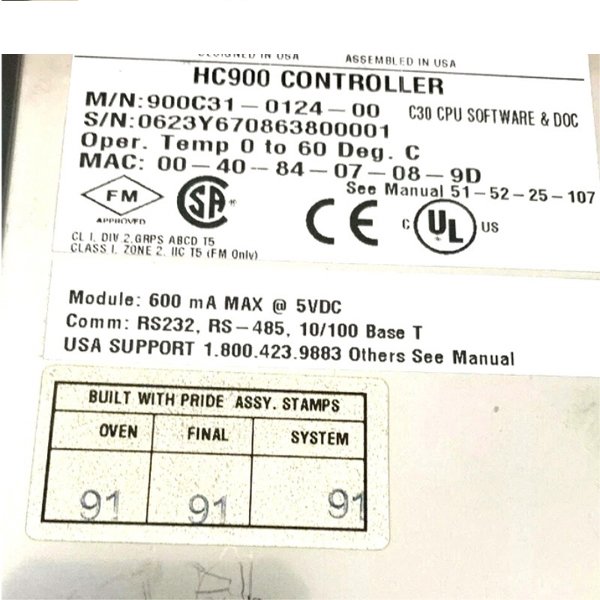 DESIGNED IN USA ASSEMBLED IN USA
HC900 CONTROLLER
M/N: 900C31-0124-00 C30 CPU SOFTWARE & DOC
S/N: 0623Y670863800001
Oper. Temp 0 to 60 Deg. C
MAC: 00-40-84-07-08-9D
See Manual 51-52-25-107
FM
APPROVED
SA
CE
C UL US
CL I, DIV 2,GRPS ABCD T5
CLASS I, ZONE 2, IIC T5 (FM Only)
Module: 600 mA MAX @ 5VDC
Comm: RS232, RS-485, 10/100 Base T
USA SUPPORT 1.800.423.9883 Others See Manual
BUILT WITH PRIDE ASSY. STAMPS
OVEN FINAL SYSTEM
91 91 91